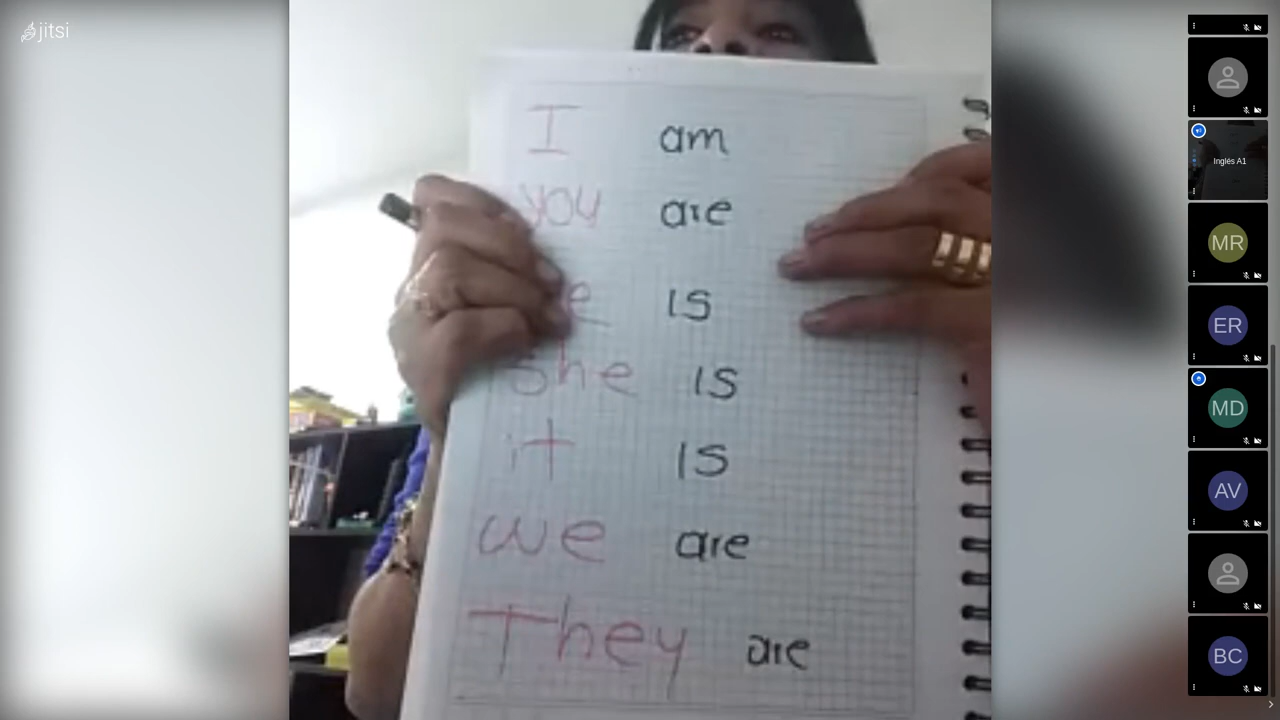 jitsi
I am
you are
e is
she is
it is
we are
They are
Inglés A1
MR
ER
MD
AV
BC